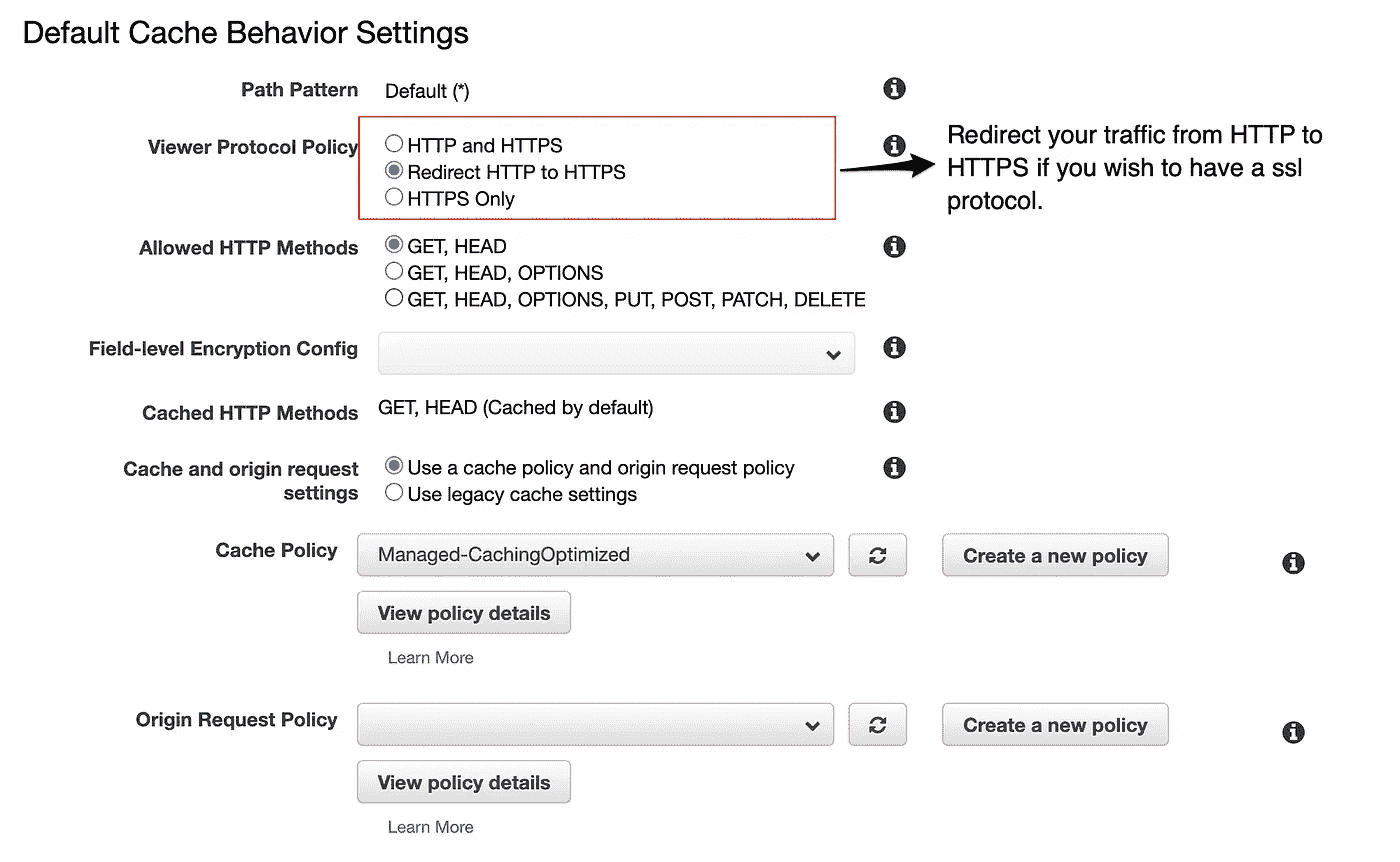 Default Cache Behavior Settings
Path Pattern Default (*)
Viewer Protocol Policy HTTP and HTTPS
Redirect HTTP to HTTPS
HTTPS Only
Redirect your traffic from HTTP to
HTTPS if you wish to have a ssl
protocol.
Allowed HTTP Methods GET, HEAD
GET, HEAD, OPTIONS
GET, HEAD, OPTIONS, PUT, POST, PATCH, DELETE
Field-level Encryption Config
Cached HTTP Methods GET, HEAD (Cached by default)
Cache and origin request
settings
Use a cache policy and origin request policy
Use legacy cache settings
Cache Policy Managed-CachingOptimized Create a new policy
View policy details
Learn More
Origin Request Policy Create a new policy
View policy details
Learn More